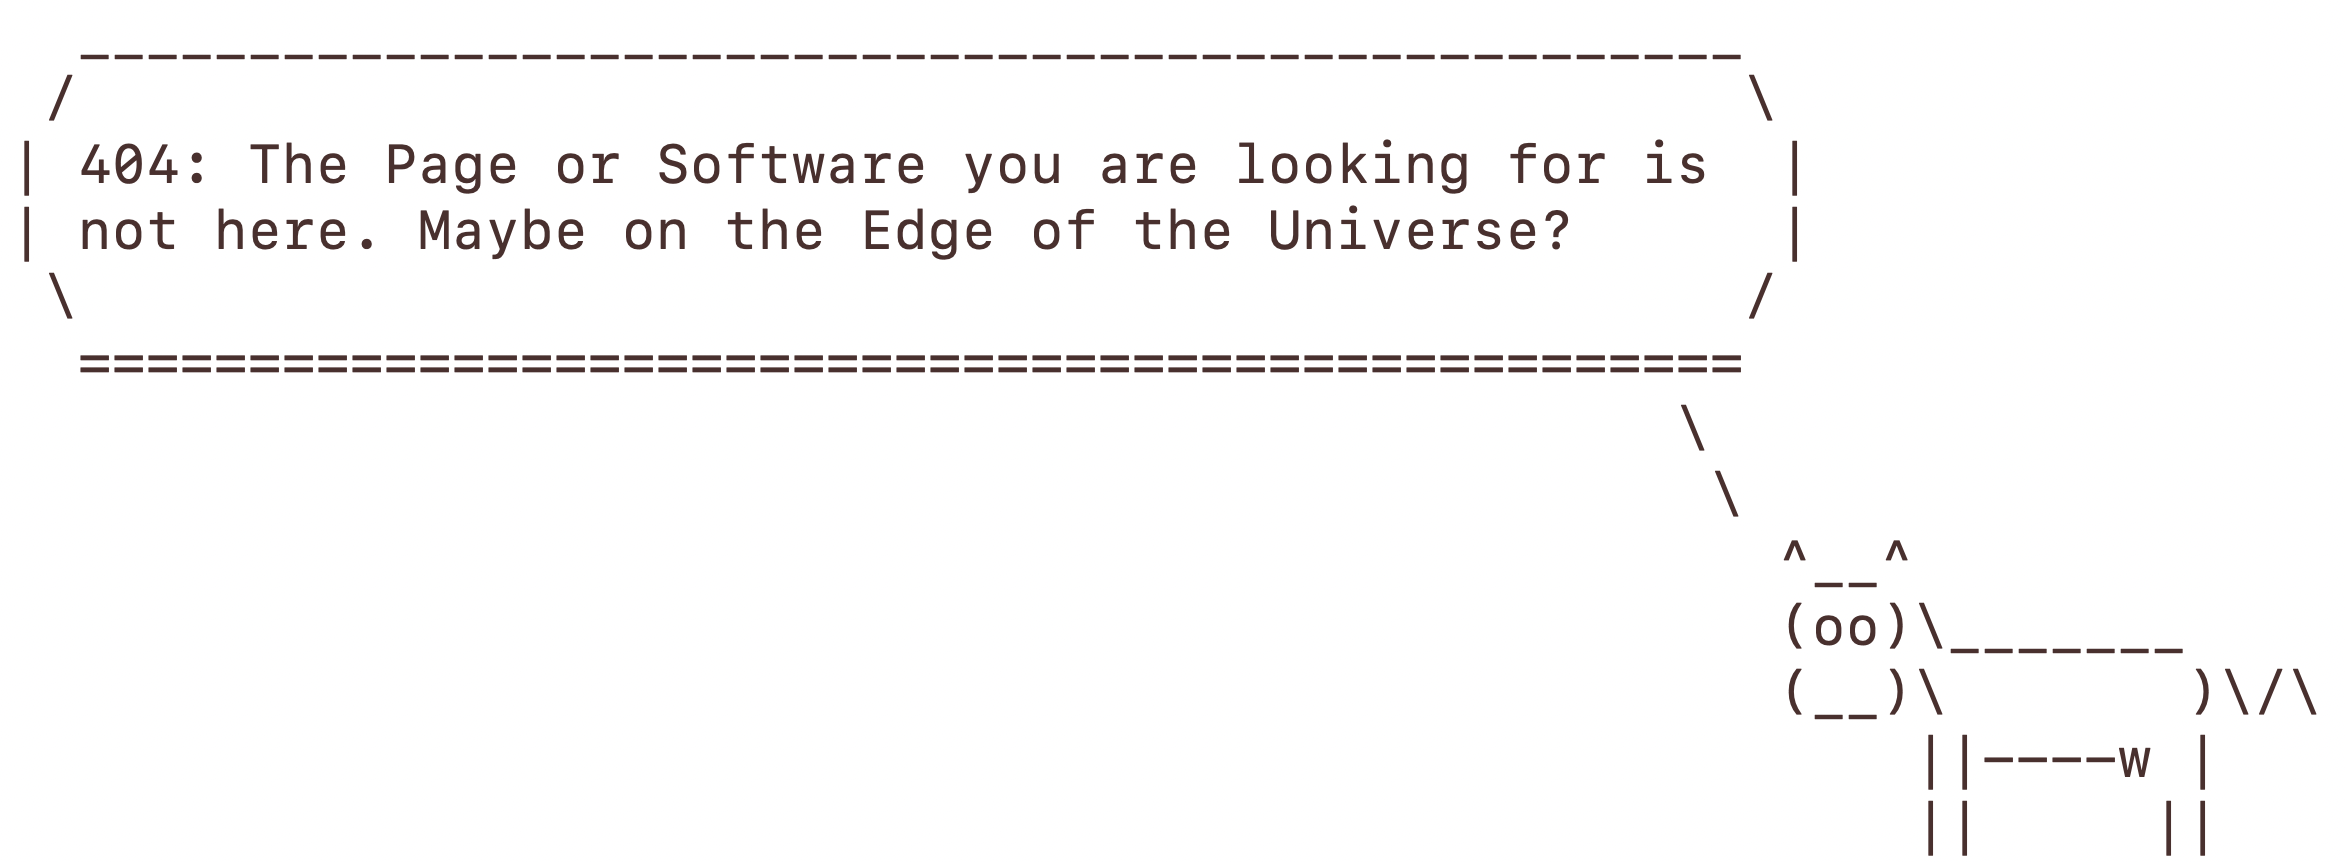 404: The Page or Software you are looking for is
not here. Maybe on the Edge of the Universe?